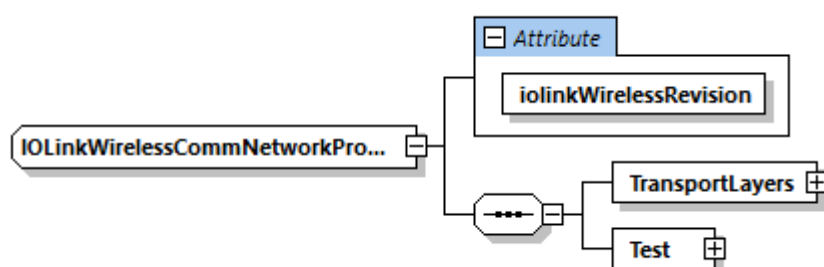 Attribute
iolinkWirelessRevision
IOLinkWirelessCommNetworkPro...
TransportLayers
Test